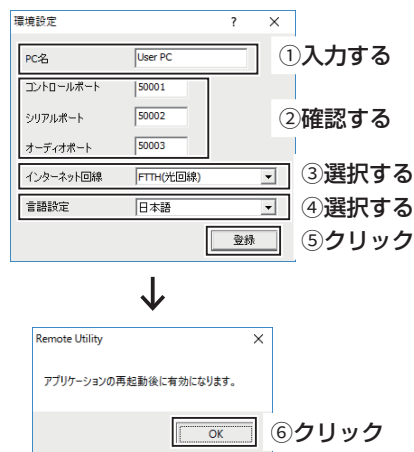 環境設定 ? ×
PC名 User PC ①入力する
コントロールポート 50001
シリアルポート 50002 ②確認する
オーディオポート 50003
インターネット回線 FTTH(光回線) ③選択する
言語設定 日本語 ④選択する
登録 ⑤クリック
↓
Remote Utility ×
アプリケーションの再起動後に有効になります。
OK ⑥クリック